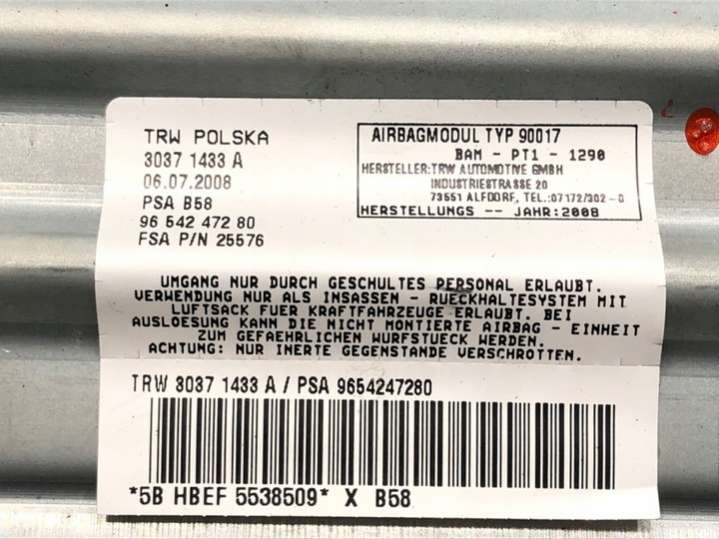 TRW POLSKA
3037 1433 A
06.07.2008
PSA B58
96 542 472 80
FSA P/N 25576
AIRBAGMODUL TYP 90017
BAM - PT1 - 1290
HERSTELLER:TRW AUTOMOTIVE GMBH
INDUSTRIESTRASSE 20
73551 ALFDORF, TEL.:07172/302-0
HERSTELLUNGS -- JAHR:2008
UMGANG NUR DURCH GESCHULTES PERSONAL ERLAUBT.
VERWENDUNG NUR ALS INSASSEN - RUECKHALTESYSTEM MIT
LUFTSACK FUER KRAFTFAHRZEUGE ERLAUBT. BEI
AUSLOESUNG KANN DIE NICHT MONTIERTE AIRBAG - EINHEIT
ZUM GEFAEHRLICHEN WURFSTUECK WERDEN.
ACHTUNG: NUR INERTE GEGENSTANDE VERSCHROTTEN.
TRW 3037 1433 A / PSA 9654247280
*5B HBEF 5538509* X B58